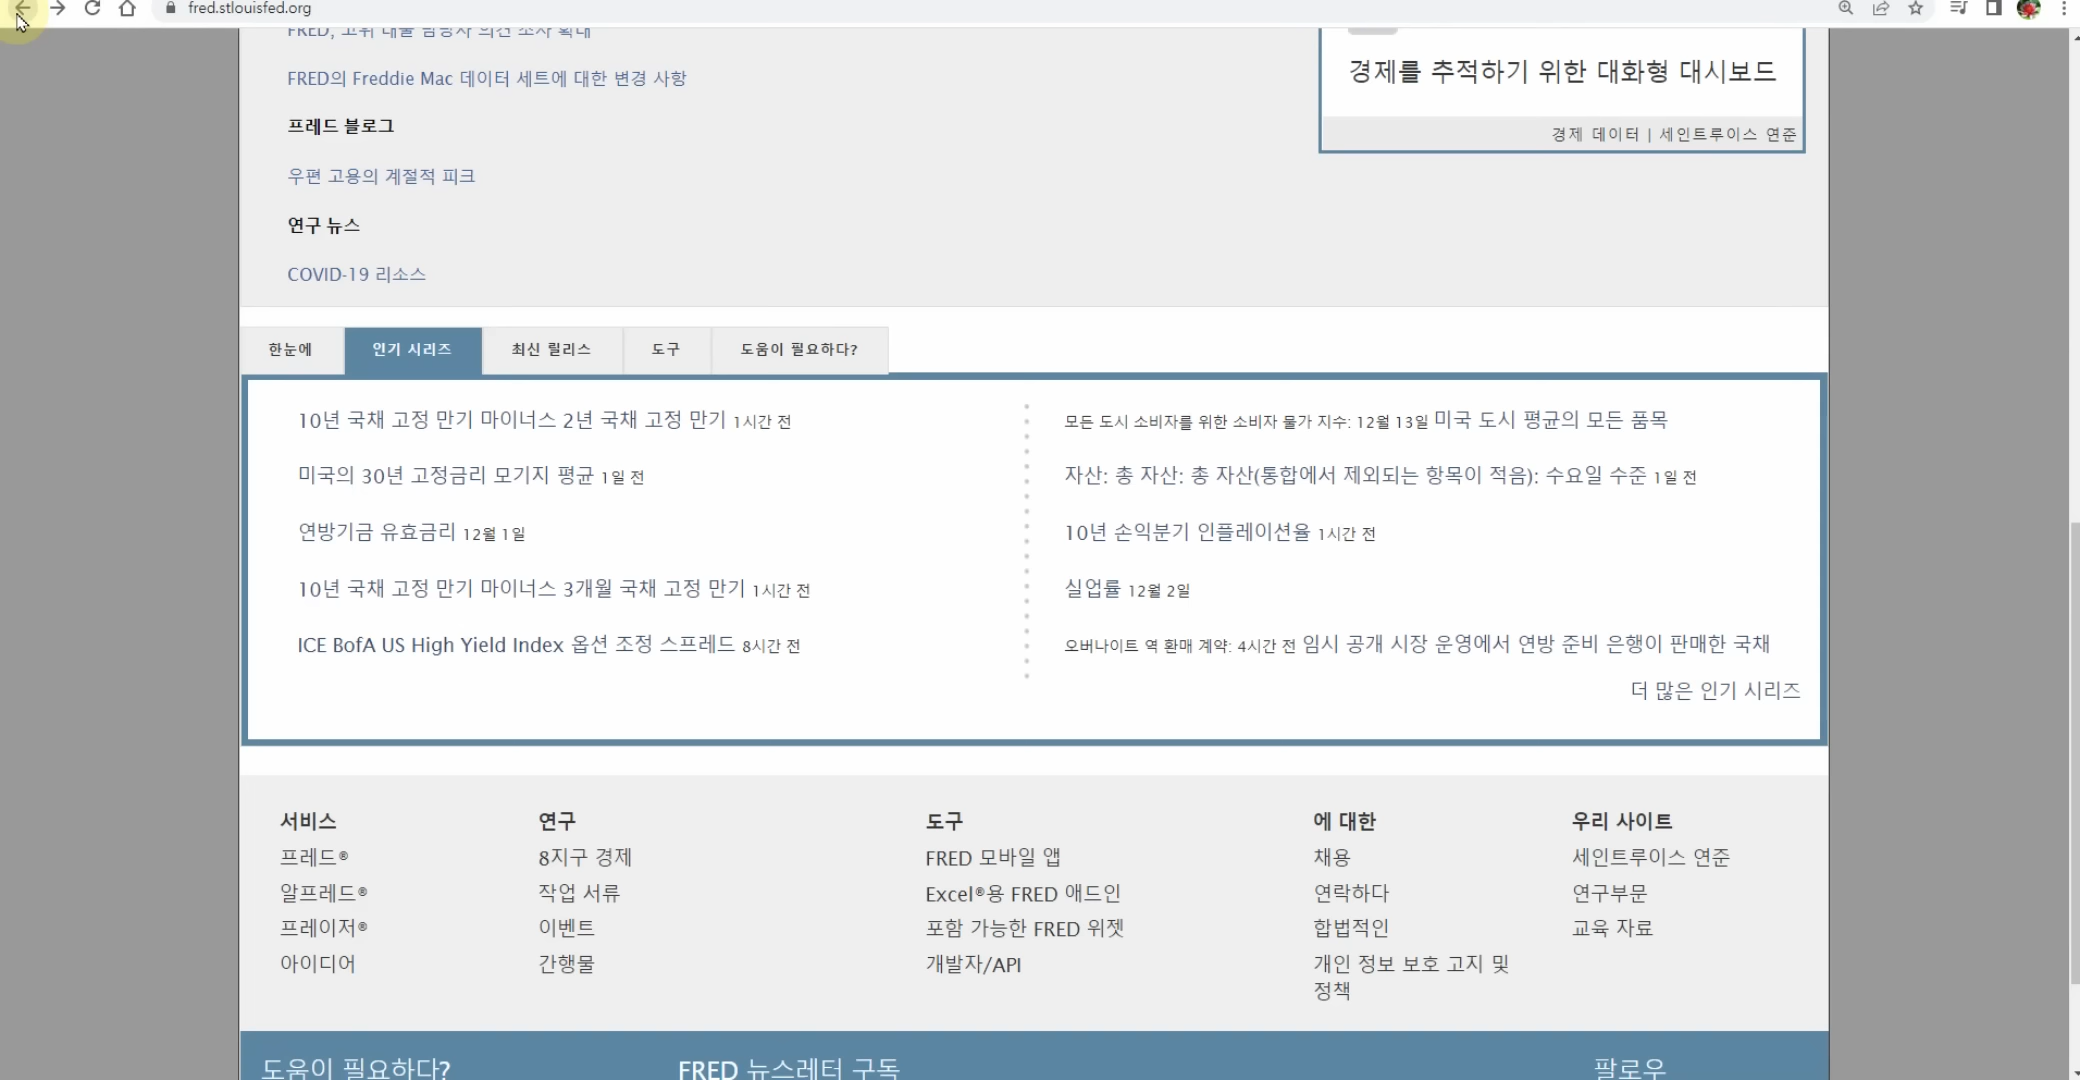 fred.stlouisfed.org
FRED, 고위 대출 담당자 의견 조사 확대
FRED의 Freddie Mac 데이터 세트에 대한 변경 사항
프레드 블로그
우편 고용의 계절적 피크
연구 뉴스
COVID-19 리소스
경제를 추적하기 위한 대화형 대시보드
경제 데이터 | 세인트루이스 연준
한눈에 인기 시리즈 최신 릴리스 도구 도움이 필요하다?
10년 국채 고정 만기 마이너스 2년 국채 고정 만기 1시간 전
미국의 30년 고정금리 모기지 평균 1일 전
연방기금 유효금리 12월 1일
10년 국채 고정 만기 마이너스 3개월 국채 고정 만기 1시간 전
ICE BofA US High Yield Index 옵션 조정 스프레드 8시간 전
모든 도시 소비자를 위한 소비자 물가 지수: 12월 13일 미국 도시 평균의 모든 품목
자산: 총 자산: 총 자산(통합에서 제외되는 항목이 적음): 수요일 수준 1일 전
10년 손익분기 인플레이션율 1시간 전
실업률 12월 2일
오버나이트 역 환매 계약: 4시간 전 임시 공개 시장 운영에서 연방 준비 은행이 판매한 국채
더 많은 인기 시리즈
서비스
프레드®
알프레드®
프레이저®
아이디어
연구
8지구 경제
작업 서류
이벤트
간행물
도구
FRED 모바일 앱
Excel®용 FRED 애드인
포함 가능한 FRED 위젯
개발자/API
에 대한
채용
연락하다
합법적인
개인 정보 보호 고지 및
정책
우리 사이트
세인트루이스 연준
연구부문
교육 자료
도움이 필요하다?
FRED 뉴스레터 구독
팔로우